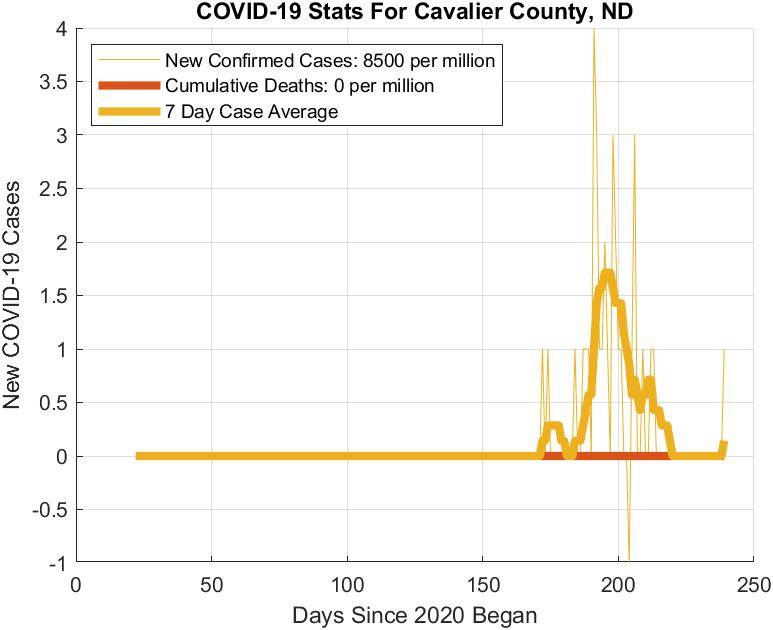 COVID-19 Stats For Cavalier County, ND
New Confirmed Cases: 8500 per million
Cumulative Deaths: 0 per million
7 Day Case Average
New COVID-19 Cases
4
3.5
3
2.5
2
1.5
1
0.5
0
-0.5
-1
0 50 100 150 200 250
Days Since 2020 Began